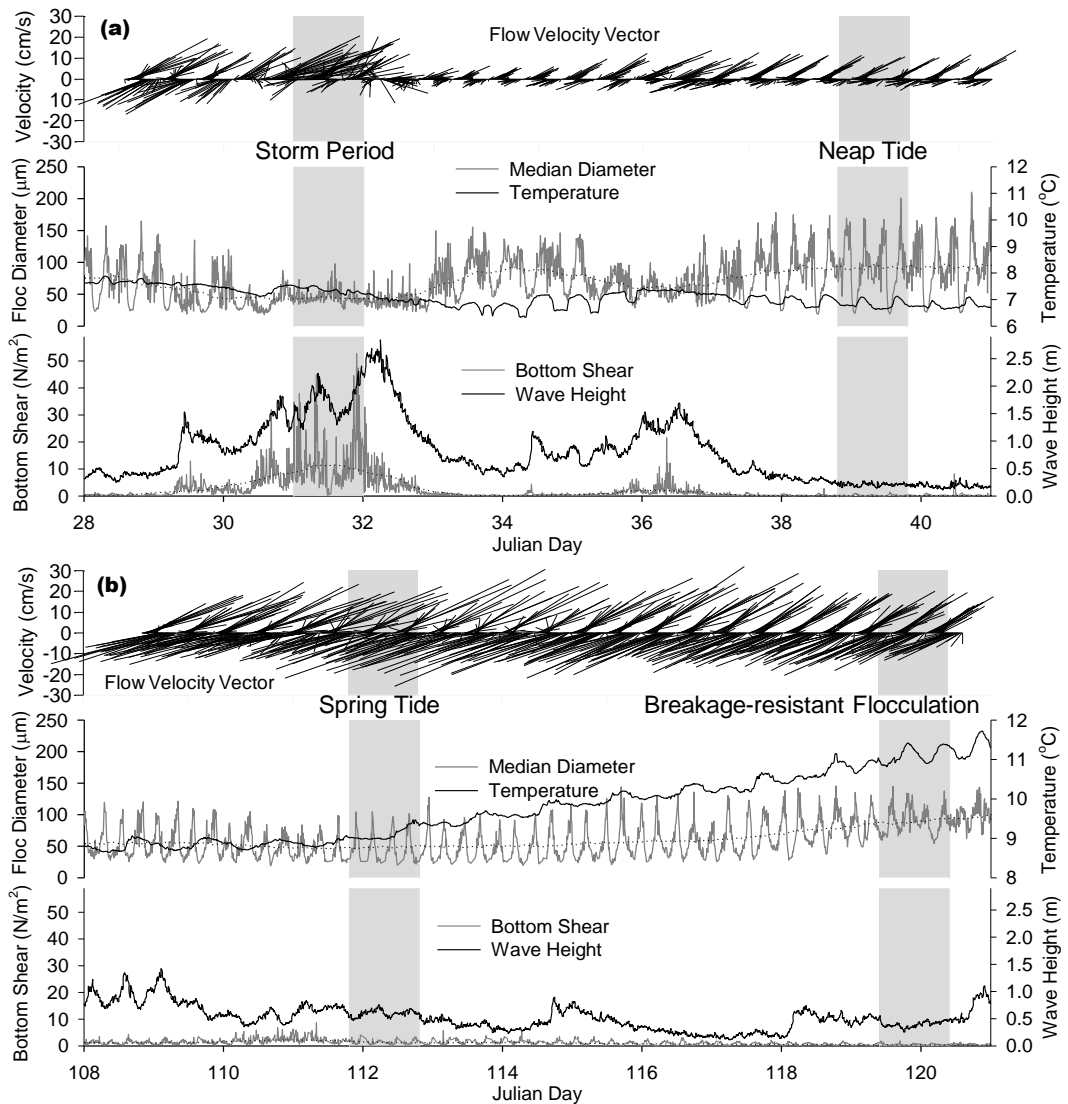 (a)
Flow Velocity Vector
Velocity (cm/s)
30
20
10
0
10
20
-30
Storm Period
Neap Tide
Floc Diameter (μm)
250
200
150
100
50
0
Median Diameter
Temperature
12
11
10
9
8
7
6
Temperature (°C)
Bottom Shear (N/m²)
50
40
30
20
10
0
Bottom Shear
Wave Height
2.5
2.0
1.5
1.0
0.5
0.0
Wave Height (m)
28 30 32 34 36 38 40
Julian Day
(b)
Velocity (cm/s)
30
20
10
0
-10
-20
-30
Flow Velocity Vector
Spring Tide
Breakage-resistant Flocculation
Floc Diameter (μm)
250
200
150
100
50
0
Median Diameter
Temperature
12
11
10
9
8
Temperature (°C)
Bottom Shear (N/m²)
50
40
30
20
10
0
Bottom Shear
Wave Height
2.5
2.0
1.5
1.0
0.5
0.0
Wave Height (m)
108 110 112 114 116 118 120
Julian Day